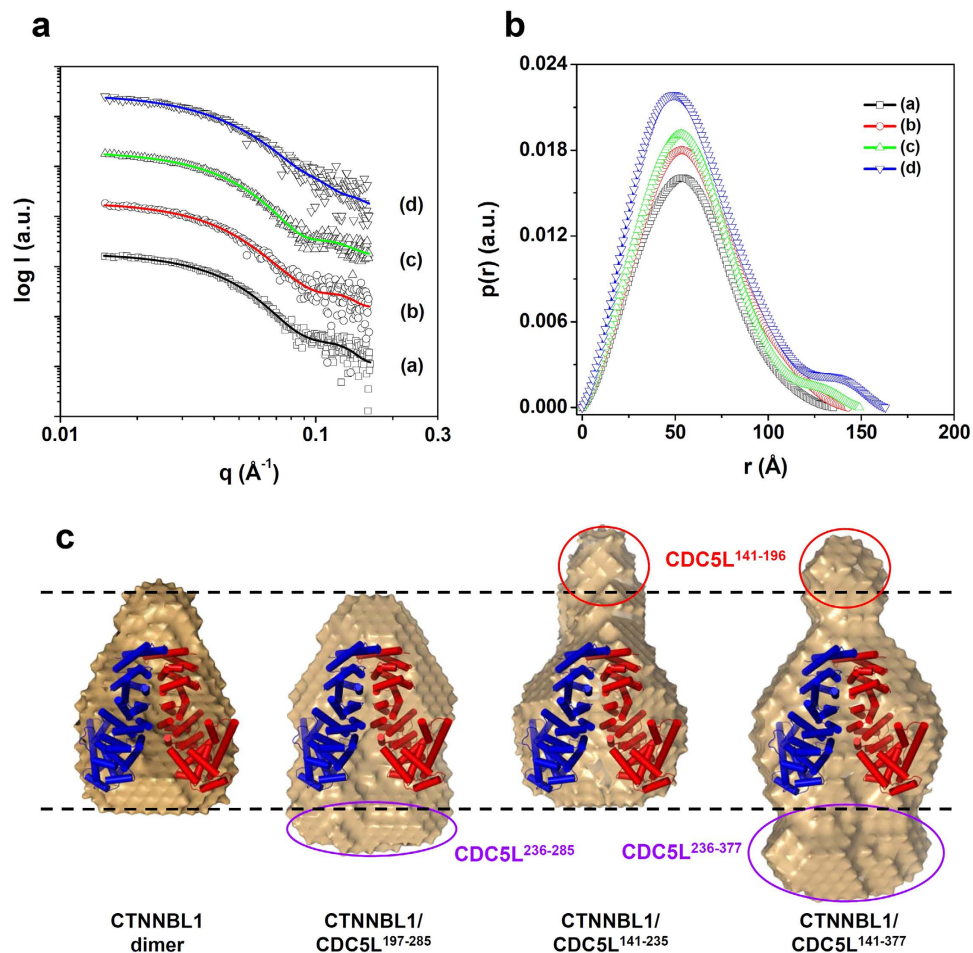 a
log I (a.u.)
(d)
(c)
(b)
(a)
0.01
0.1
0.3
q (Å⁻¹)
b
p(r) (a.u.)
0.024
0.018
0.012
0.006
0.000
(a)
(b)
(c)
(d)
0
50
100
150
200
r (Å)
c
CDC5L¹⁴¹⁻¹⁹⁶
CDC5L²³⁶⁻²⁸⁵
CDC5L²³⁶⁻³⁷⁷
CTNNBL1
dimer
CTNNBL1/
CDC5L¹⁹⁷⁻²⁸⁵
CTNNBL1/
CDC5L¹⁴¹⁻²³⁵
CTNNBL1/
CDC5L¹⁴¹⁻³⁷⁷